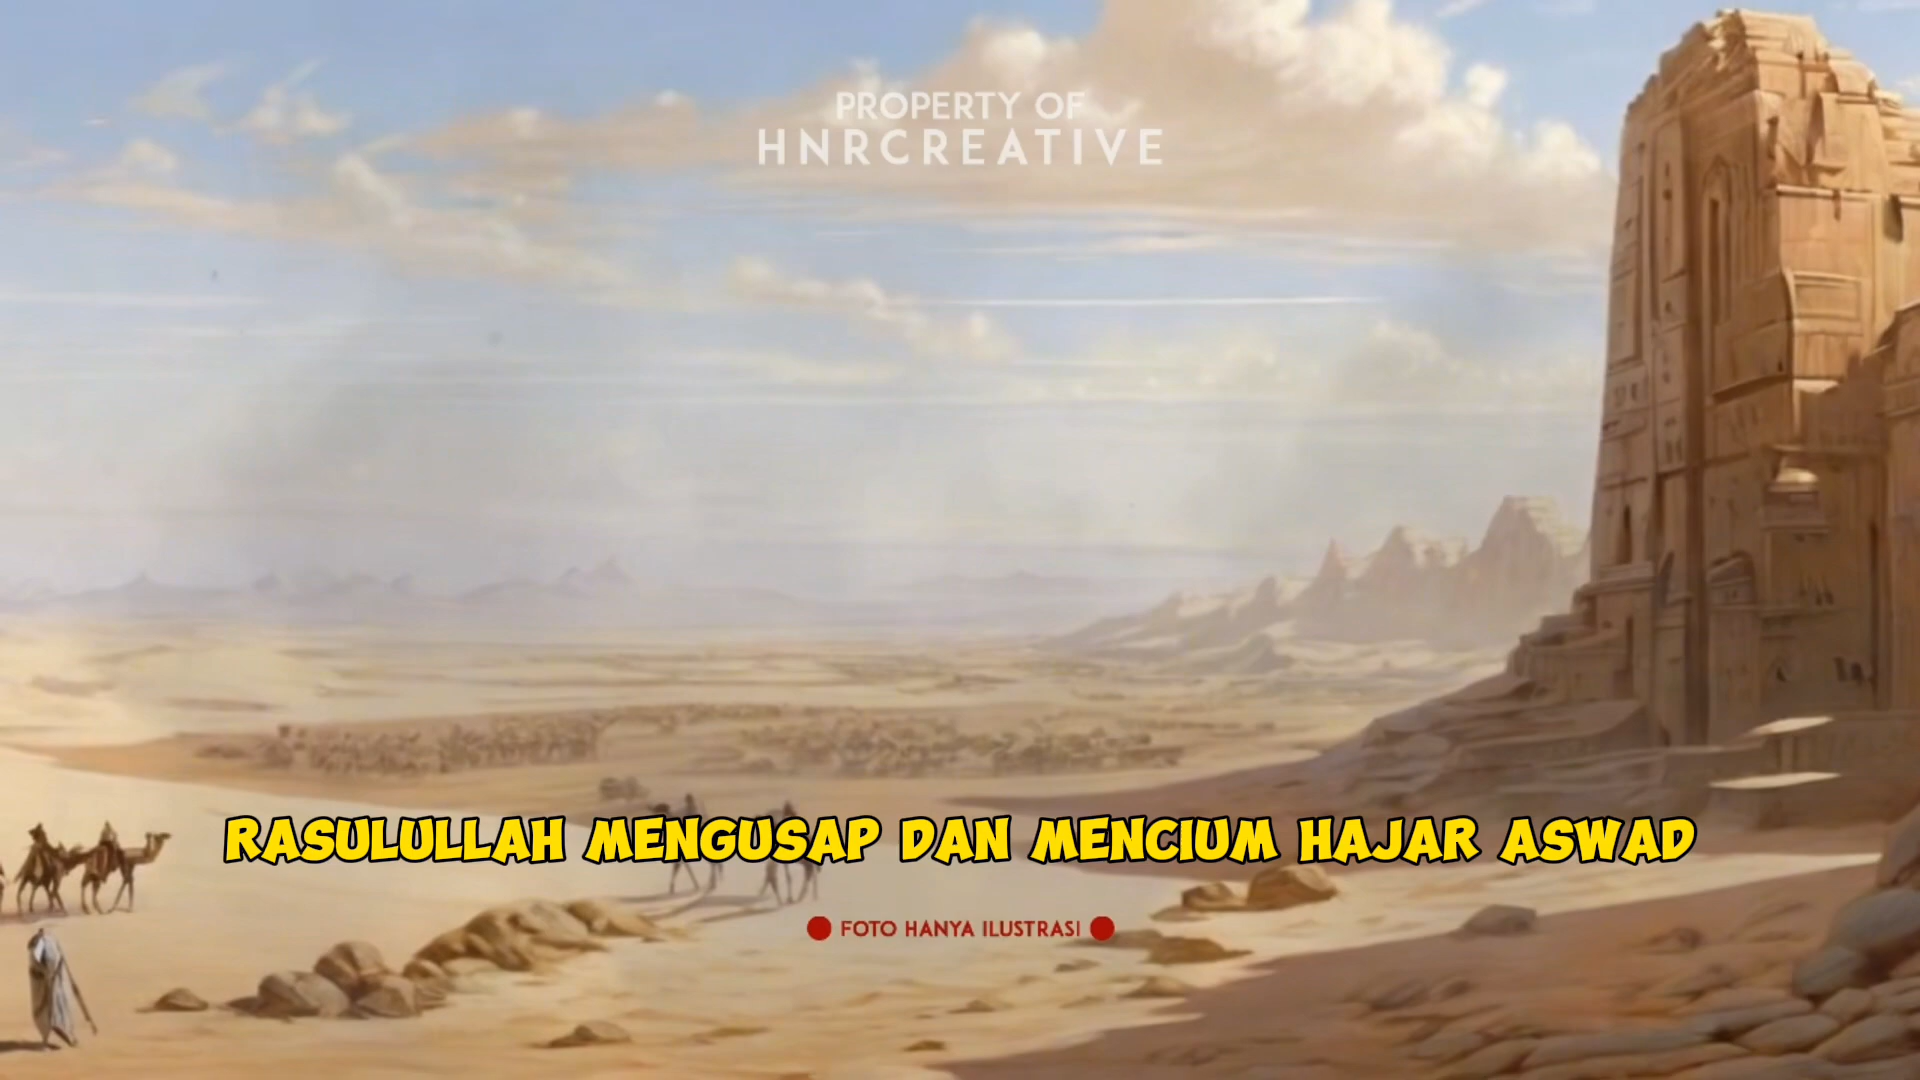 PROPERTY OF
HNRCREATIVE
RASULULLAH MENGUSAP DAN MENCIUM HAJAR ASWAD
FOTO HANYA ILUSTRASI